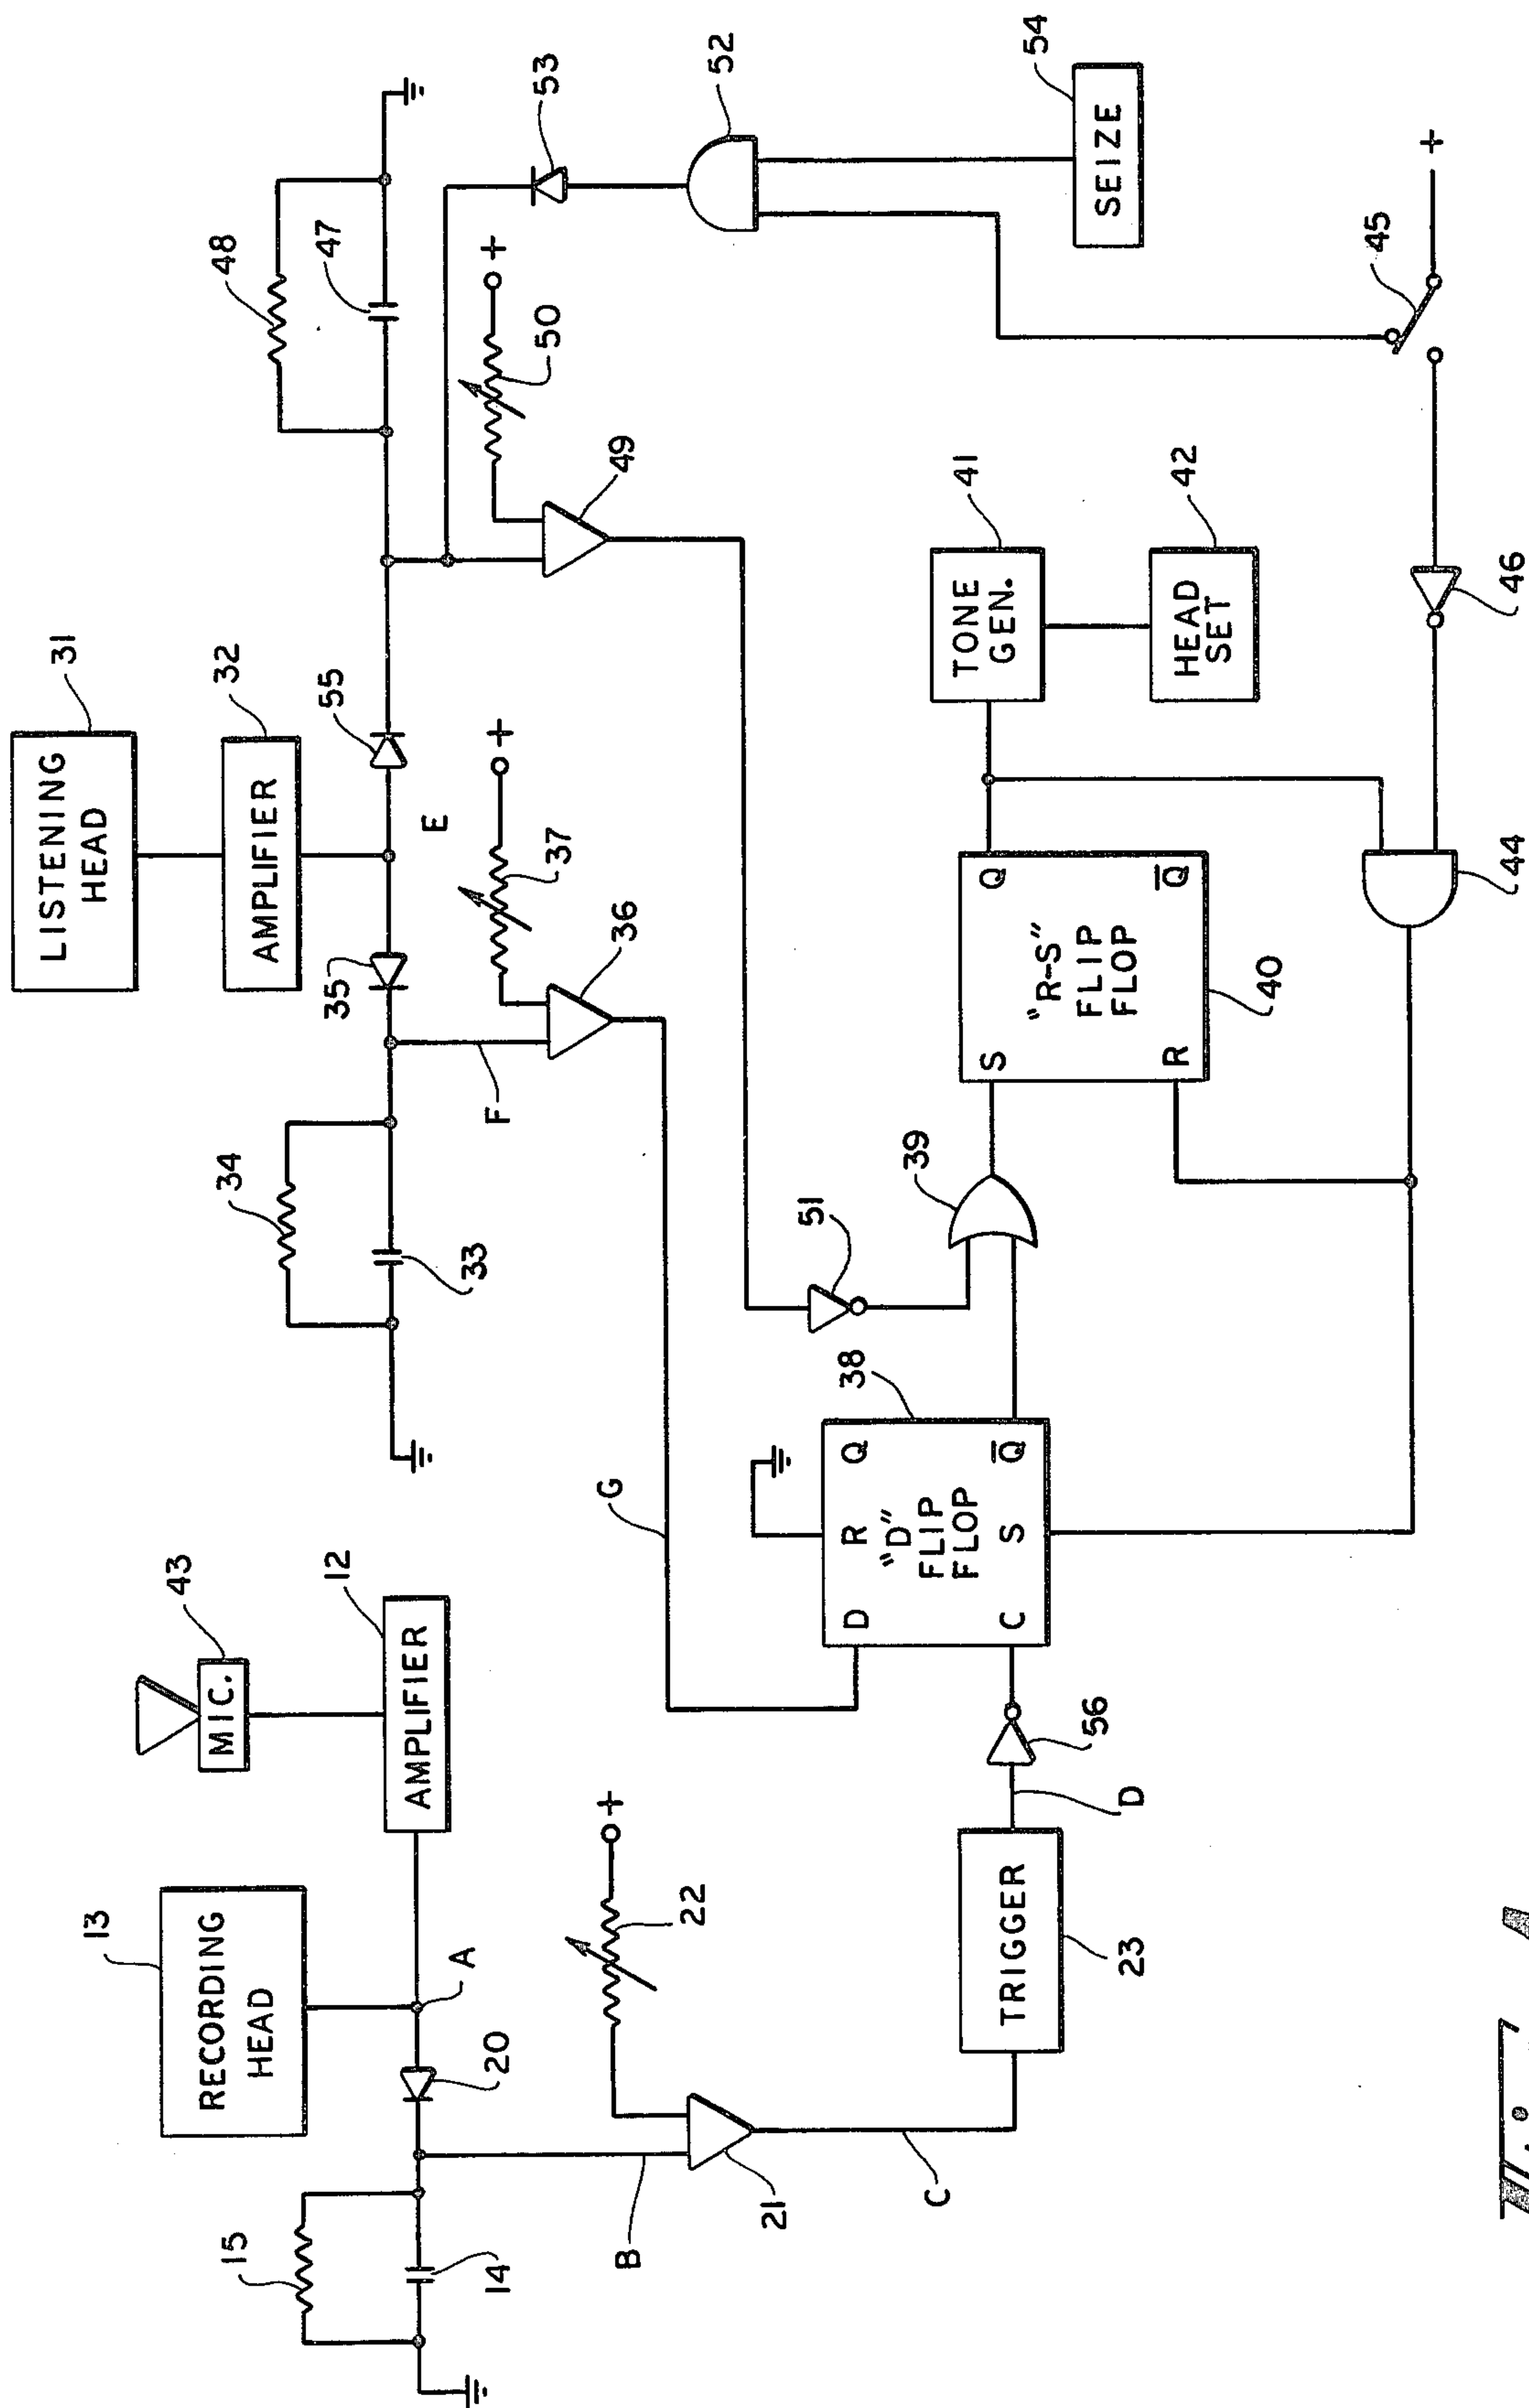 13
RECORDING
HEAD
A
43
MIC.
12
AMPLIFIER
15
14
20
B
21
22
+
C
TRIGGER
23
D
56
31
LISTENING
HEAD
32
AMPLIFIER
34
33
35
55
E
F
36
37
+
G
48
47
49
50
+
53
52
54
SEIZE
38
D R Q
"D"
FLIP
FLOP
C S Q̅
51
39
S Q
"R-S"
FLIP
FLOP
R Q̅
40
41
TONE
GEN.
42
HEAD
SET
44
46
45
+